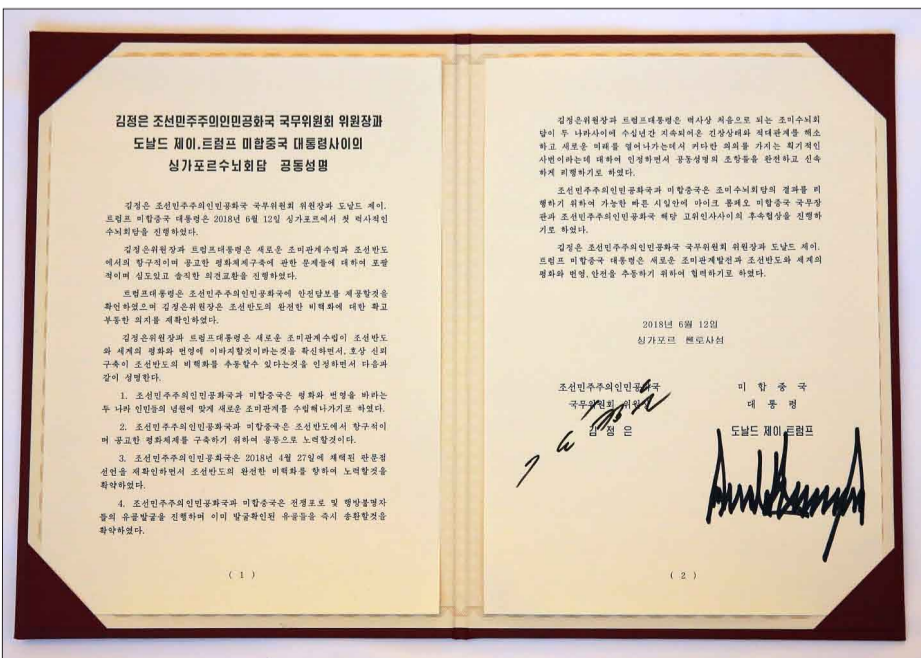 김정은 조선민주주의인민공화국 국무위원회 위원장과
도날드 제이.트럼프 미합중국 대통령사이의
싱가포르수뇌회담 공동성명
김정은 조선민주주의인민공화국 국무위원회 위원장과 도날드 제이.
트럼프 미합중국 대통령은 2018년 6월 12일 싱가포르에서 첫 력사적인
수뇌회담을 진행하였다.
김정은위원장과 트럼프대통령은 새로운 조미관계수립과 조선반도
에서의 항구적이며 공고한 평화체제구축에 관한 문제들에 대하여 포괄
적이며 심도있고 솔직한 의견교환을 진행하였다.
트럼프대통령은 조선민주주의인민공화국에 안전담보를 제공할것을
확언하였으며 김정은위원장은 조선반도의 완전한 비핵화에 대한 확고
부동한 의지를 재확인하였다.
김정은위원장과 트럼프대통령은 새로운 조미관계수립이 조선반도
와 세계의 평화와 번영에 이바지할것이라는것을 확신하면서, 호상 신뢰
구축이 조선반도의 비핵화를 추동할수 있다는것을 인정하면서 다음과
같이 성명한다.
1. 조선민주주의인민공화국과 미합중국은 평화와 번영을 바라는
두 나라 인민들의 념원에 맞게 새로운 조미관계를 수립해나가기로 하였다.
2. 조선민주주의인민공화국과 미합중국은 조선반도에서 항구적이
며 공고한 평화체제를 구축하기 위하여 공동으로 노력할것이다.
3. 조선민주주의인민공화국은 2018년 4월 27일에 채택된 판문점
선언을 재확인하면서 조선반도의 완전한 비핵화를 향하여 노력할것을
확약하였다.
4. 조선민주주의인민공화국과 미합중국은 전쟁포로 및 행방불명자
들의 유골발굴을 진행하며 이미 발굴확인된 유골들을 즉시 송환할것을
확약하였다.
( 1 )
김정은위원장과 트럼프대통령은 력사상 처음으로 되는 조미수뇌회
담이 두 나라사이에 수십년간 지속되여온 긴장상태와 적대관계를 해소
하고 새로운 미래를 열어나가는데서 커다란 의의를 가지는 획기적인
사변이라는데 대하여 인정하면서 공동성명의 조항들을 완전하고 신속
하게 리행하기로 하였다.
조선민주주의인민공화국과 미합중국은 조미수뇌회담의 결과를 리
행하기 위하여 가능한 빠른 시일안에 마이크 폼페오 미합중국 국무장
관과 조선민주주의인민공화국 해당 고위인사사이의 후속협상을 진행하
기로 하였다.
김정은 조선민주주의인민공화국 국무위원회 위원장과 도날드 제이.
트럼프 미합중국 대통령은 새로운 조미관계발전과 조선반도와 세계의
평화와 번영, 안전을 추동하기 위하여 협력하기로 하였다.
2018년 6월 12일
싱가포르 쎈토사섬
조선민주주의인민공화국
국무위원회 위원장
김 정 은
미 합 중 국
대 통 령
도날드 제이.트럼프
( 2 )